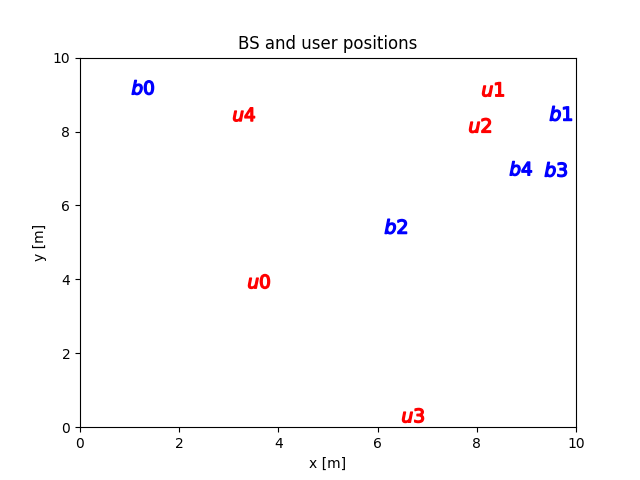 BS and user positions
10
b0
u1
u4
b1
8
u2
b4
b3
6
b2
y [m]
4
u0
2
u3
0
0 2 4 6 8 10
x [m]